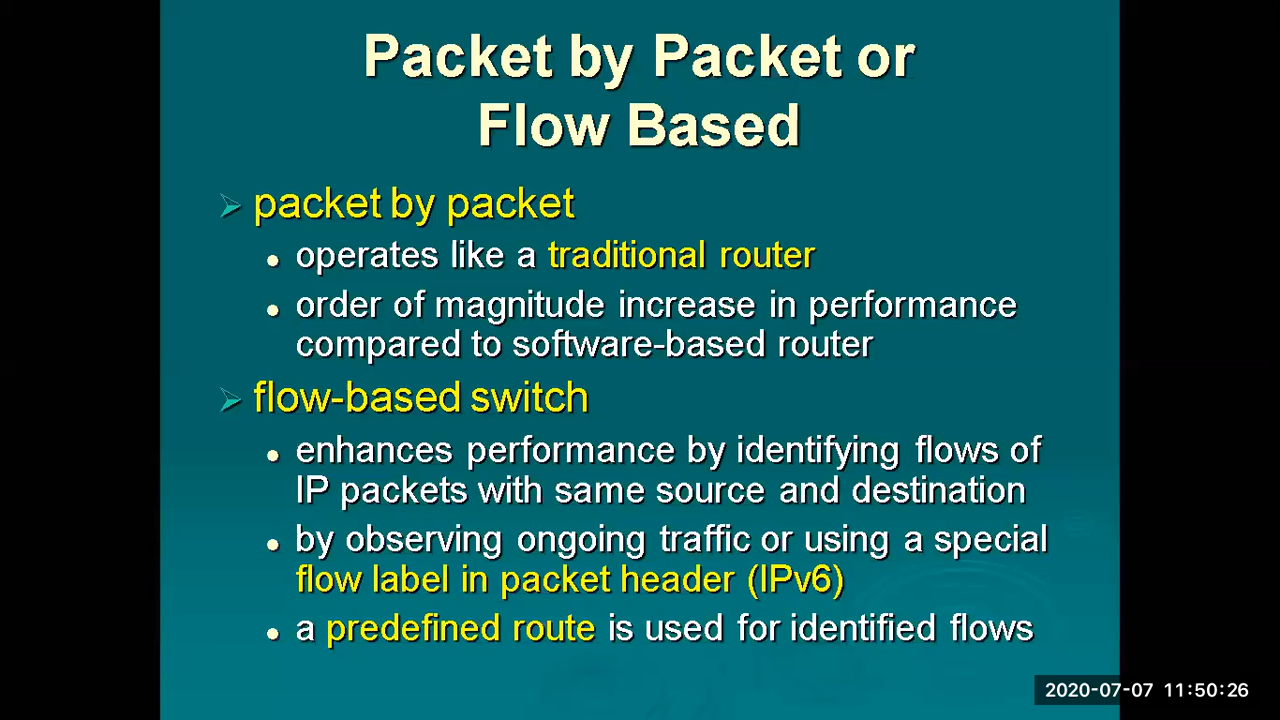 Packet by Packet or
Flow Based
packet by packet
operates like a traditional router
order of magnitude increase in performance
compared to software-based router
flow-based switch
enhances performance by identifying flows of
IP packets with same source and destination
by observing ongoing traffic or using a special
flow label in packet header (IPv6)
a predefined route is used for identified flows
2020-07-07 11:50:26